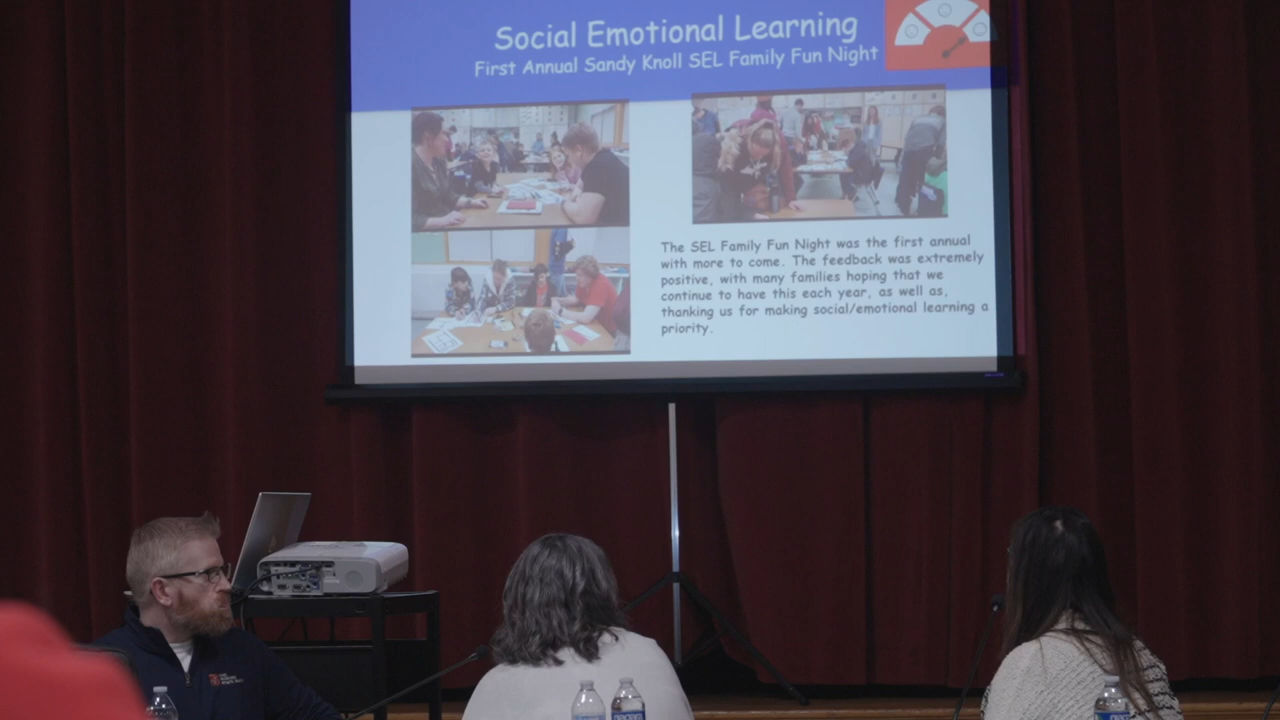 Social Emotional Learning
First Annual Sandy Knoll SEL Family Fun Night
The SEL Family Fun Night was the first annual
with more to come. The feedback was extremely
positive, with many families hoping that we
continue to have this each year, as well as,
thanking us for making social/emotional learning a
priority.